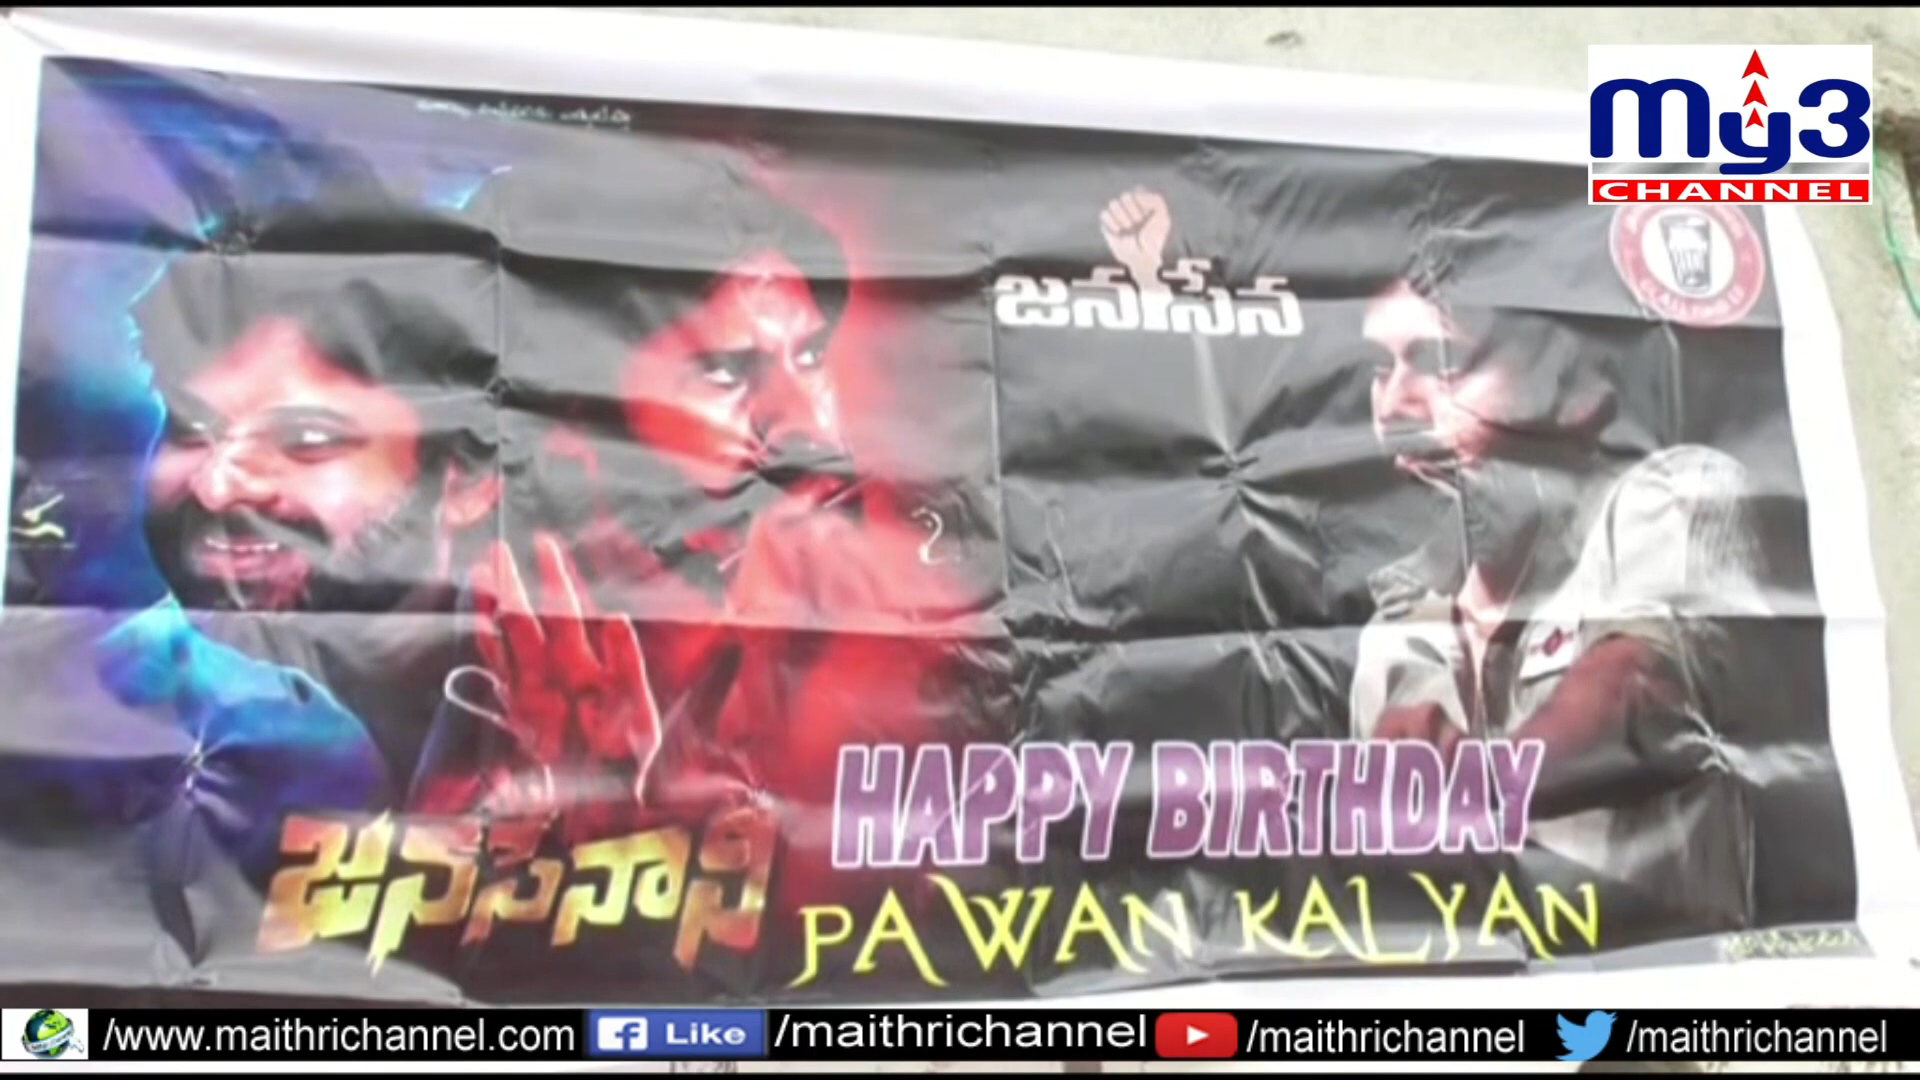 my3
CHANNEL
జనసేన
జనసేనాని
HAPPY BIRTHDAY
PAWAN KALYAN
/www.maithrichannel.com
Like
/maithrichannel
/maithrichannel
/maithrichannel